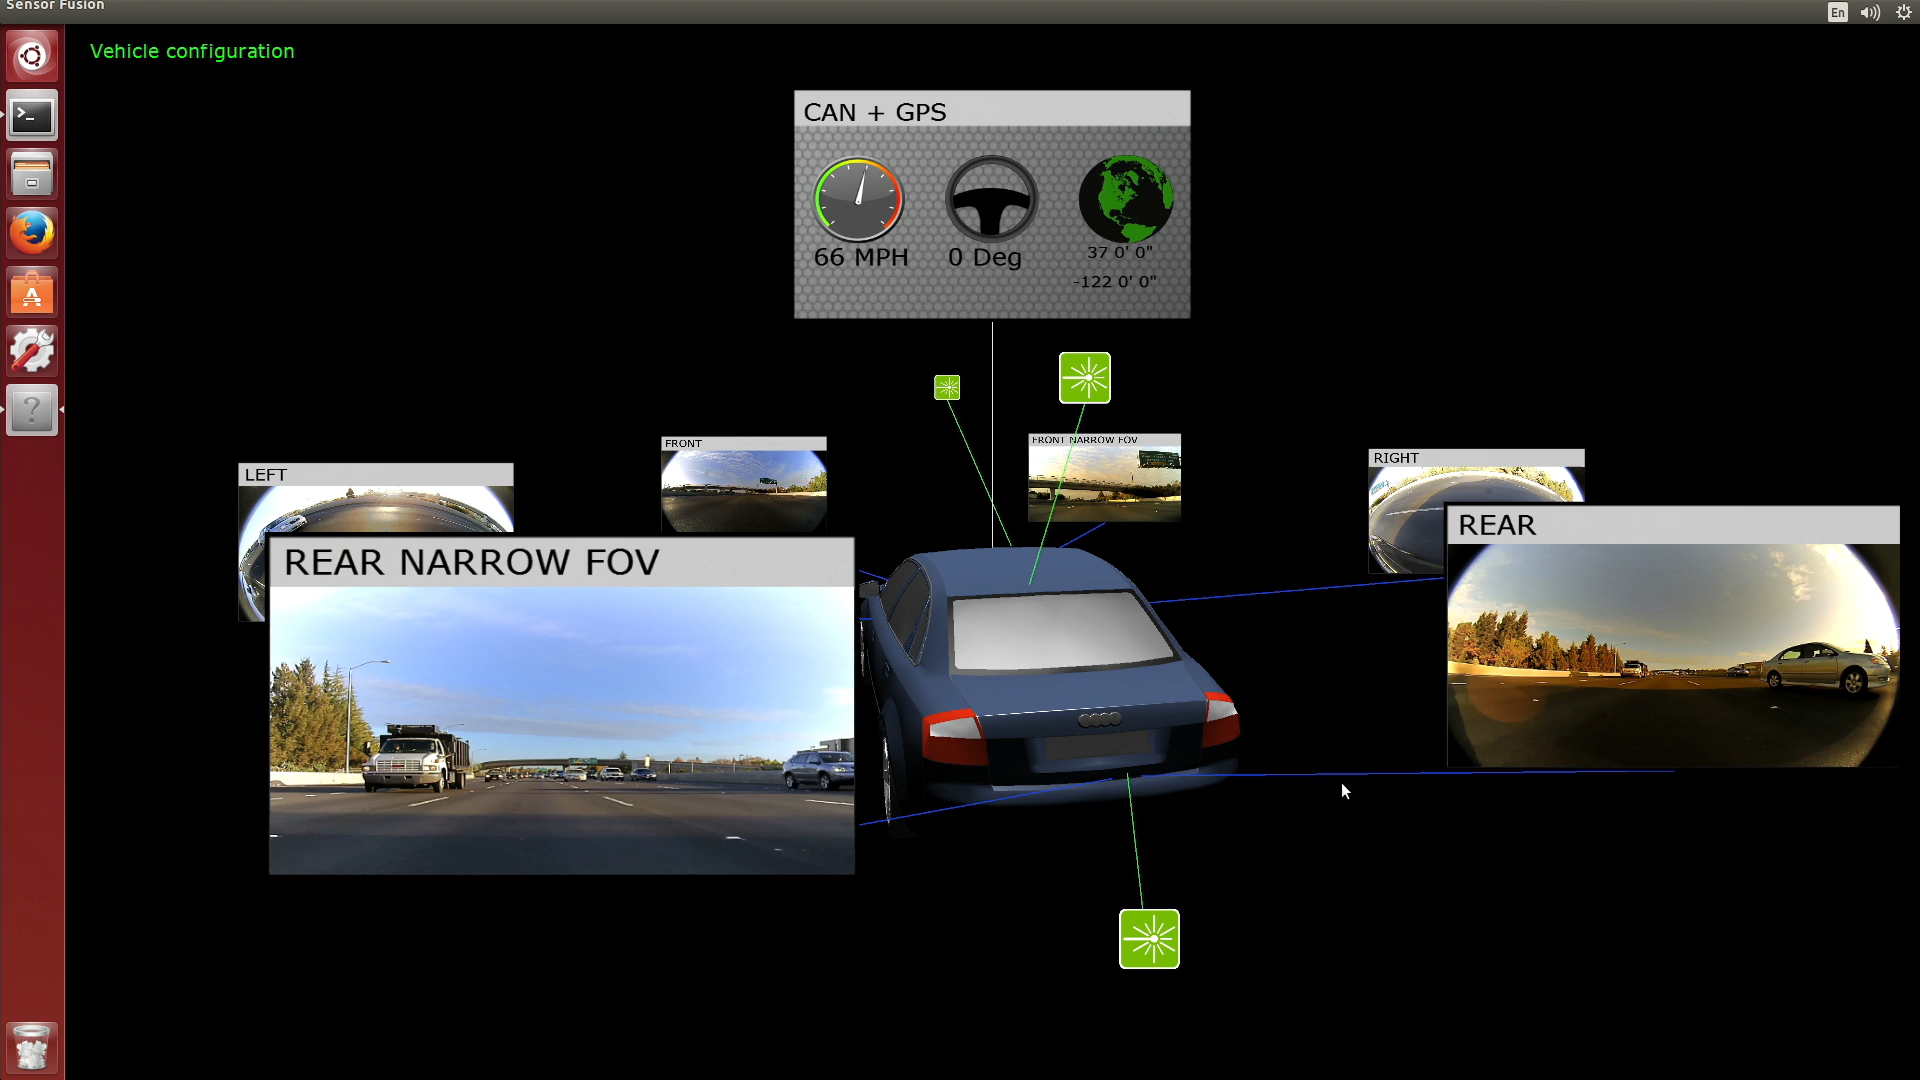 Sensor Fusion
En
Vehicle configuration
CAN + GPS
66 MPH
0 Deg
37 0' 0"
-122 0' 0"
FRONT
FRONT NARROW FOV
LEFT
RIGHT
REAR
REAR NARROW FOV